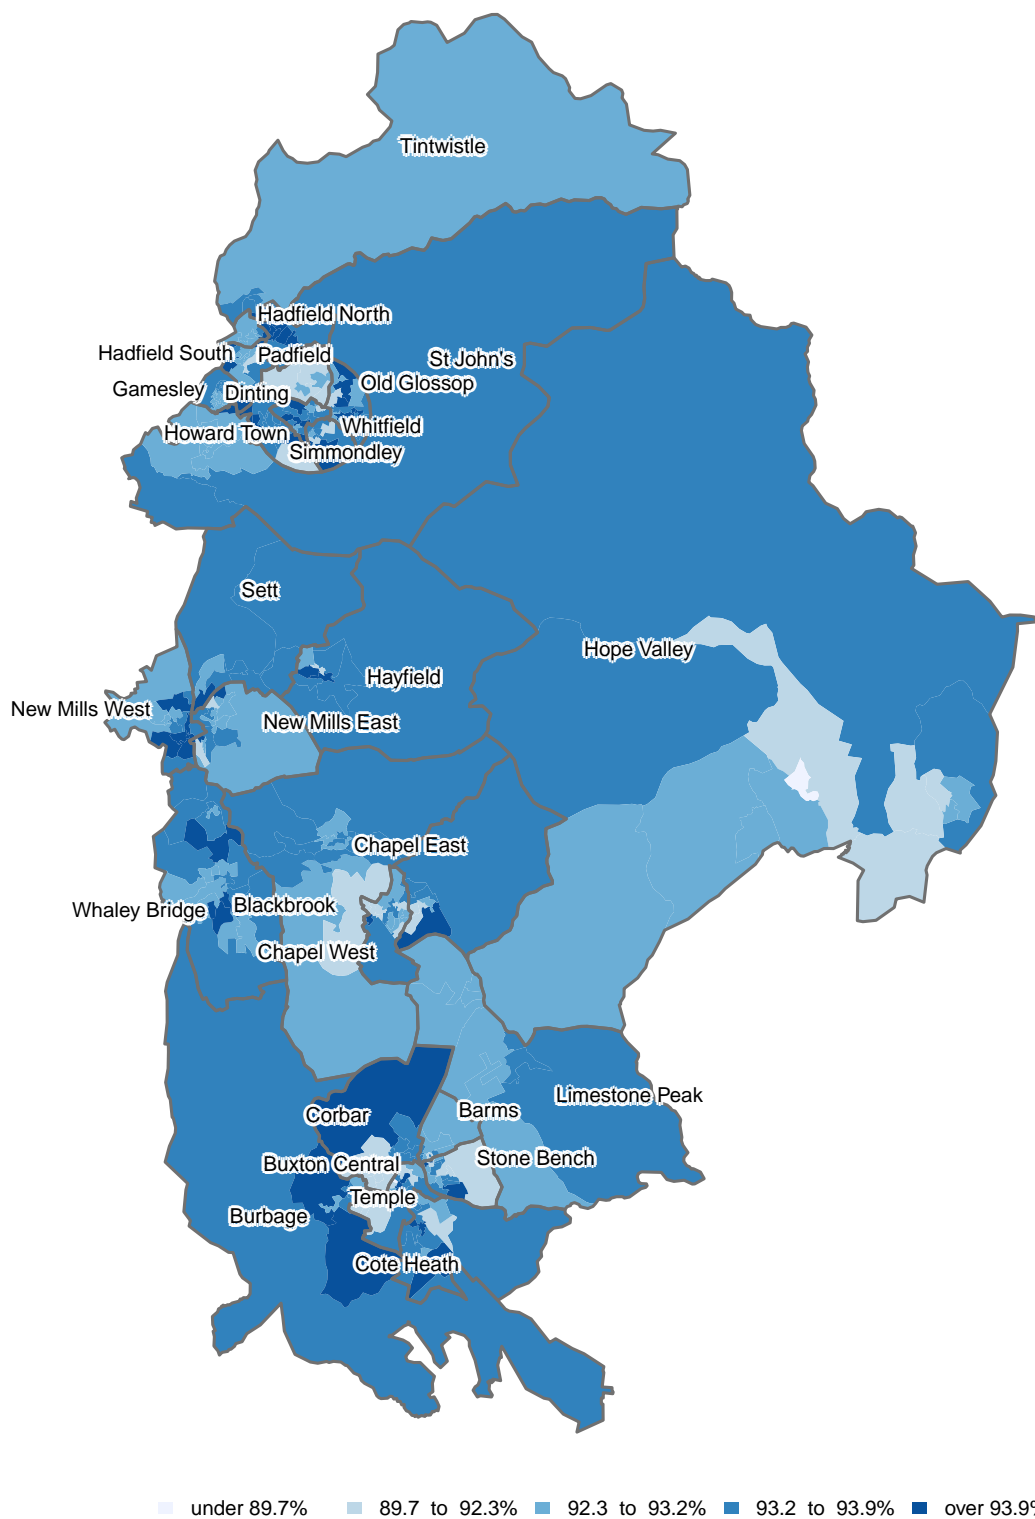 Tintwistle
Hadfield North
Hadfield South
Padfield
St John's
Gamesley
Dinting
Old Glossop
Howard Town
Whitfield
Simmondley
Sett
Hope Valley
Hayfield
New Mills West
New Mills East
Chapel East
Whaley Bridge
Blackbrook
Chapel West
Limestone Peak
Corbar
Barms
Buxton Central
Stone Bench
Temple
Burbage
Cote Heath
under 89.7% 89.7 to 92.3% 92.3 to 93.2% 93.2 to 93.9% over 93.9%